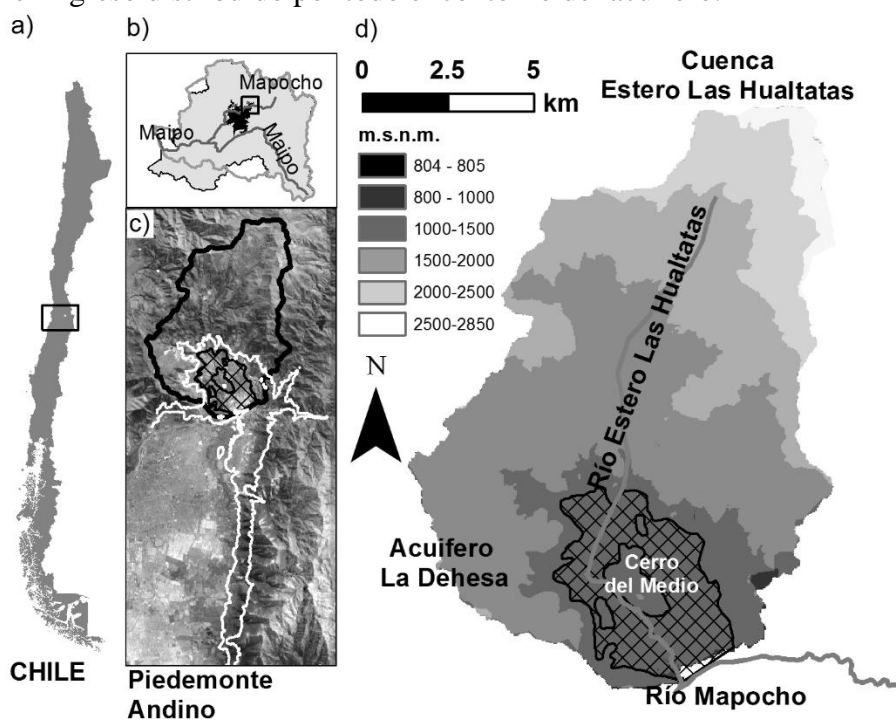 a)
CHILE
b)
Mapocho
Maipo
Maipo
c)
Piedemonte
Andino
d)
0 2.5 5
km
Cuenca
Estero Las Hualtatas
m.s.n.m.
804 - 805
800 - 1000
1000-1500
1500-2000
2000-2500
2500-2850
N
Río Estero Las Hualtatas
Acuifero
La Dehesa
Cerro
del Medio
Río Mapocho